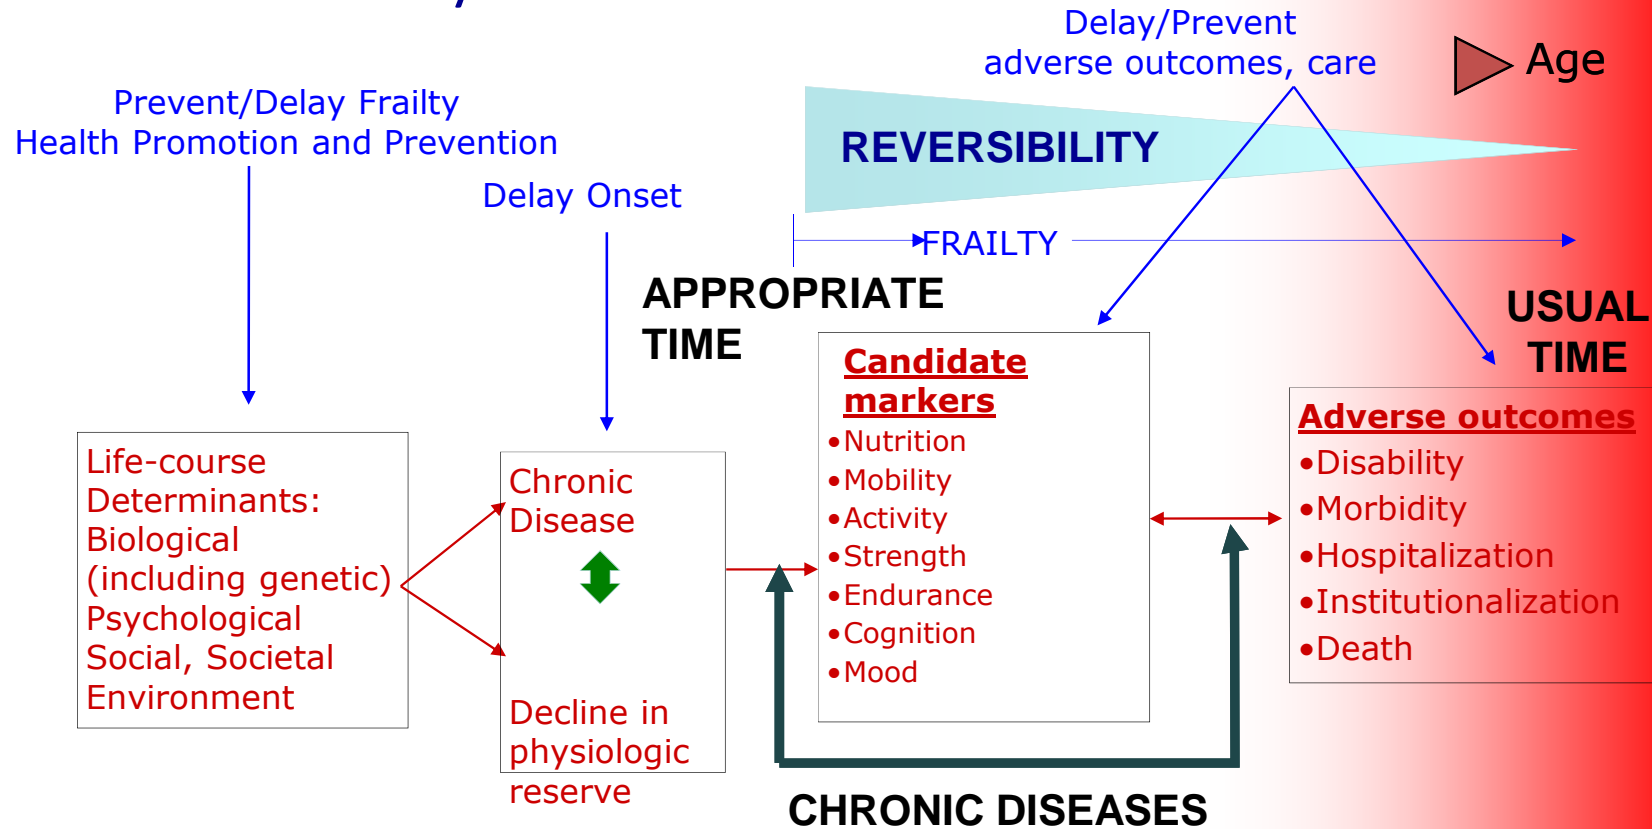 Delay/Prevent
adverse outcomes, care
Age
Prevent/Delay Frailty
Health Promotion and Prevention
REVERSIBILITY
Delay Onset
FRAILTY
APPROPRIATE
TIME
USUAL
TIME
Life-course
Determinants:
Biological
(including genetic)
Psychological
Social, Societal
Environment
Chronic
Disease
Decline in
physiologic
reserve
Candidate
markers
•Nutrition
•Mobility
•Activity
•Strength
•Endurance
•Cognition
•Mood
Adverse outcomes
•Disability
•Morbidity
•Hospitalization
•Institutionalization
•Death
CHRONIC DISEASES